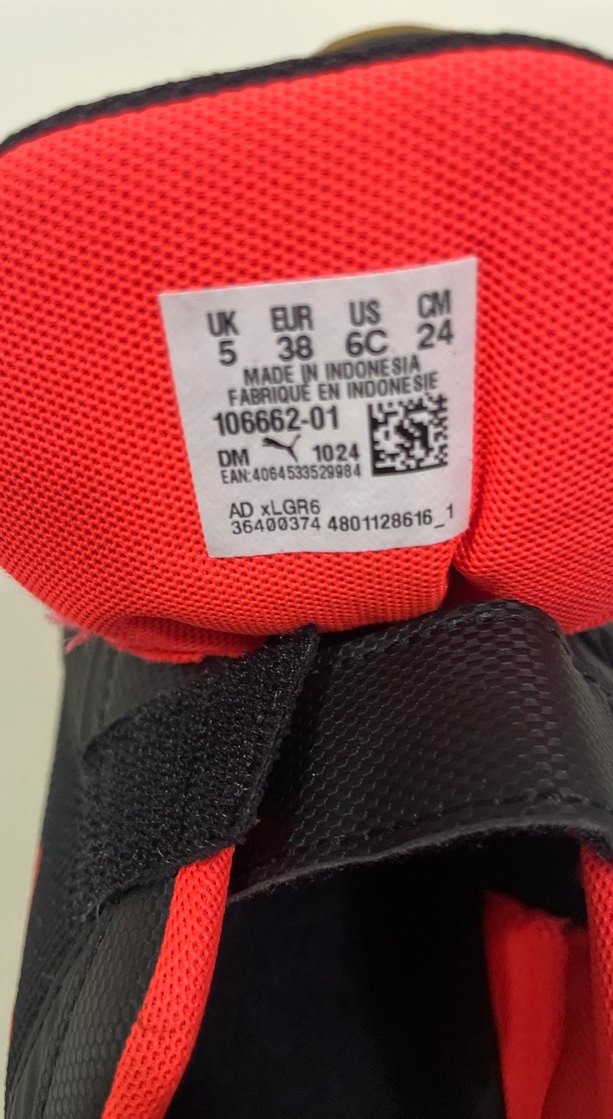 UK EUR US CM
5 38 6C 24
MADE IN INDONESIA
FABRIQUÉ EN INDONESIE
106662-01
DM 1024
EAN:4064533529984
AD xLGR6
36400374 4801128616_1